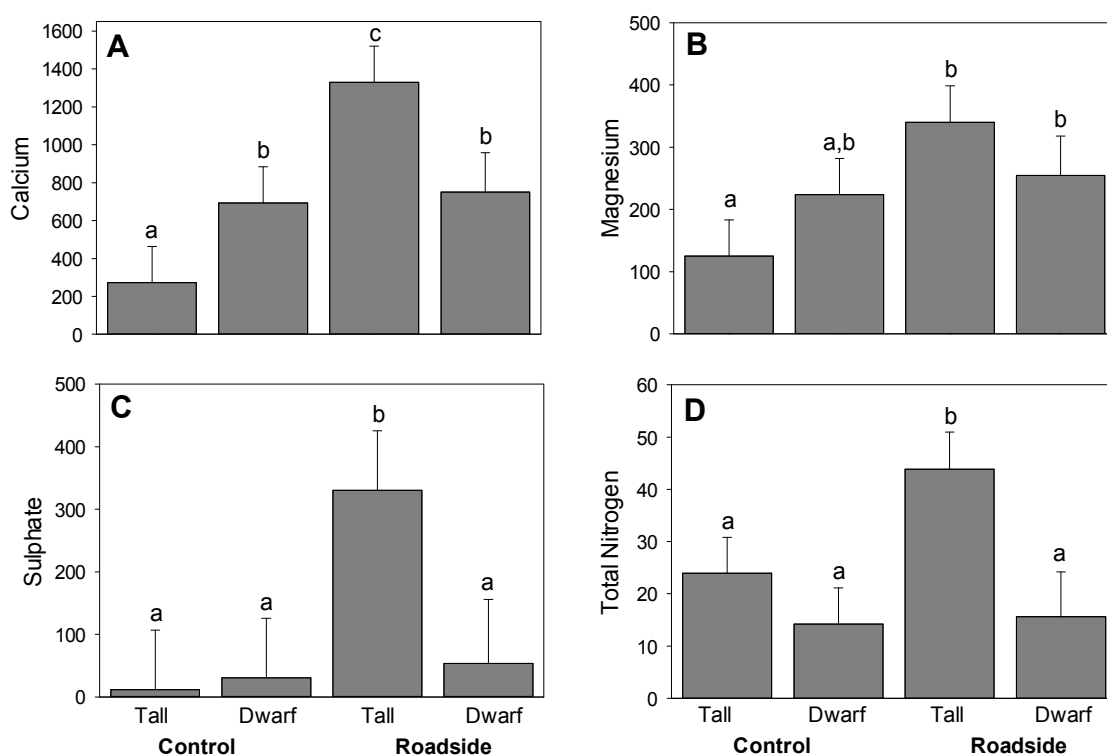 A
Calcium
1600
1400
1200
1000
800
600
400
200
0
a
b
c
b
B
Magnesium
500
400
300
200
100
0
a
a,b
b
b
C
Sulphate
500
400
300
200
100
0
a
a
b
a
Tall Dwarf Tall Dwarf
Control Roadside
D
Total Nitrogen
60
50
40
30
20
10
0
a
a
b
a
Tall Dwarf Tall Dwarf
Control Roadside